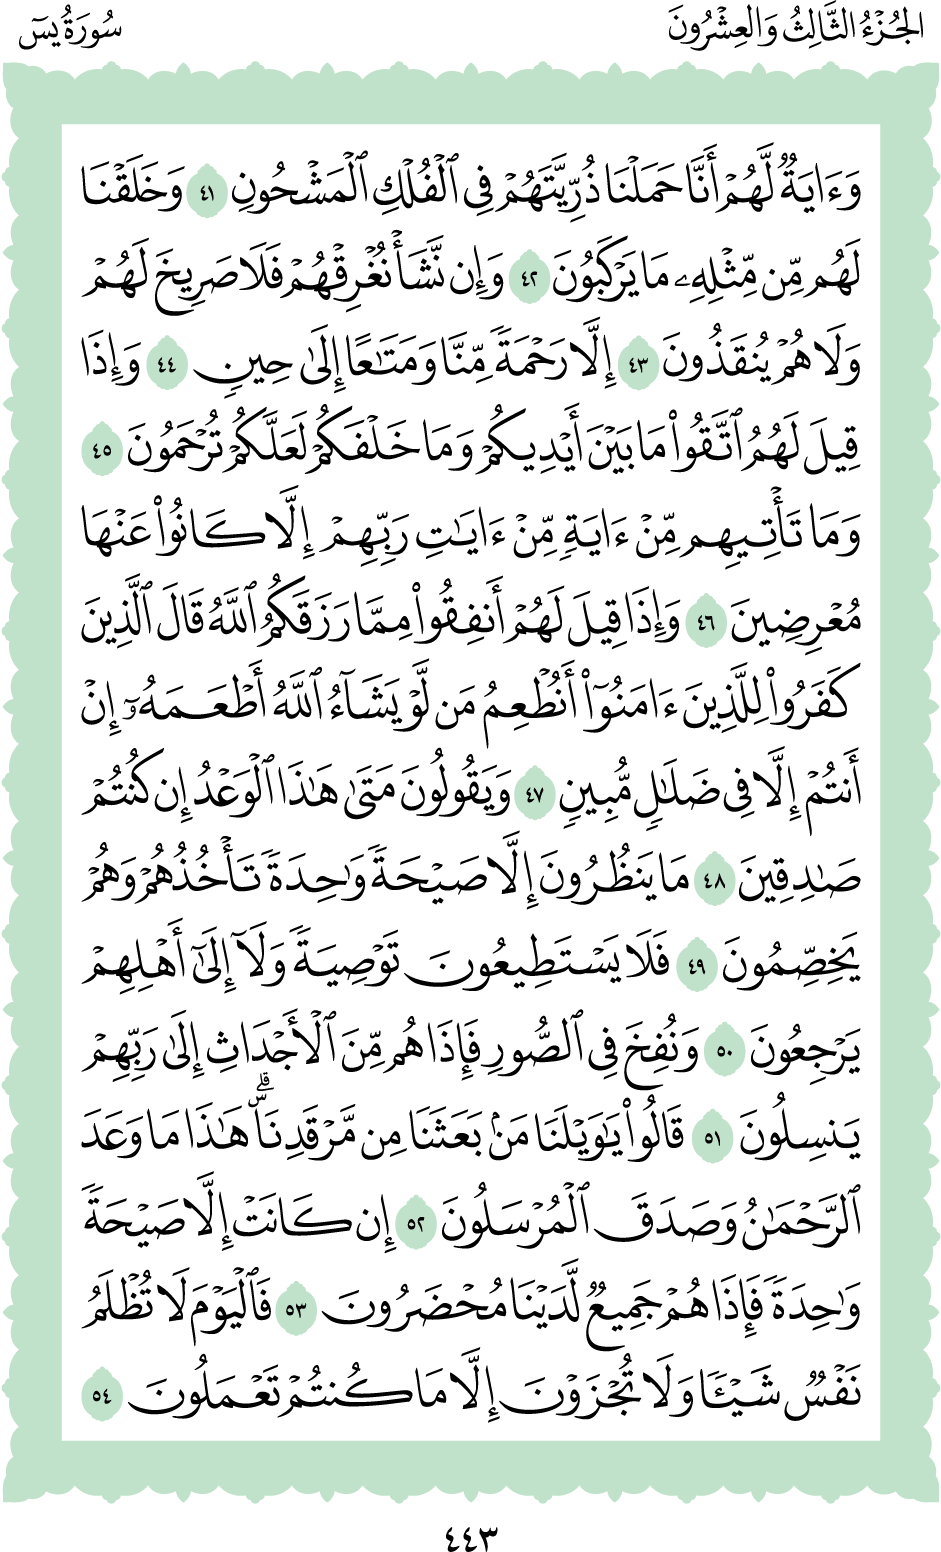 الجُزْءُ الثَّالِثُ وَالْعِشْرُونَ
سُورَةُ يسٓ
وَءَايَةٌ لَّهُمْ أَنَّا حَمَلْنَا ذُرِّيَّتَهُمْ فِي ٱلْفُلْكِ ٱلْمَشْحُونِ ٤١ وَخَلَقْنَا
لَهُم مِّن مِّثْلِهِۦ مَا يَرْكَبُونَ ٤٢ وَإِن نَّشَأْ نُغْرِقْهُمْ فَلَا صَرِيخَ لَهُمْ
وَلَا هُمْ يُنقَذُونَ ٤٣ إِلَّا رَحْمَةً مِّنَّا وَمَتَٰعًا إِلَىٰ حِينٍ ٤٤ وَإِذَا
قِيلَ لَهُمُ ٱتَّقُوا۟ مَا بَيْنَ أَيْدِيكُمْ وَمَا خَلْفَكُمْ لَعَلَّكُمْ تُرْحَمُونَ ٤٥
وَمَا تَأْتِيهِم مِّنْ ءَايَةٍ مِّنْ ءَايَٰتِ رَبِّهِمْ إِلَّا كَانُوا۟ عَنْهَا
مُعْرِضِينَ ٤٦ وَإِذَا قِيلَ لَهُمْ أَنفِقُوا۟ مِمَّا رَزَقَكُمُ ٱللَّهُ قَالَ ٱلَّذِينَ
كَفَرُوا۟ لِلَّذِينَ ءَامَنُوٓا۟ أَنُطْعِمُ مَن لَّوْ يَشَآءُ ٱللَّهُ أَطْعَمَهُۥٓ إِنْ
أَنتُمْ إِلَّا فِي ضَلَٰلٍ مُّبِينٍ ٤٧ وَيَقُولُونَ مَتَىٰ هَٰذَا ٱلْوَعْدُ إِن كُنتُمْ
صَٰدِقِينَ ٤٨ مَا يَنظُرُونَ إِلَّا صَيْحَةً وَٰحِدَةً تَأْخُذُهُمْ وَهُمْ
يَخِصِّمُونَ ٤٩ فَلَا يَسْتَطِيعُونَ تَوْصِيَةً وَلَآ إِلَىٰٓ أَهْلِهِمْ
يَرْجِعُونَ ٥٠ وَنُفِخَ فِي ٱلصُّورِ فَإِذَا هُم مِّنَ ٱلْأَجْدَاثِ إِلَىٰ رَبِّهِمْ
يَنسِلُونَ ٥١ قَالُوا۟ يَٰوَيْلَنَا مَنۢ بَعَثَنَا مِن مَّرْقَدِنَا ۜ ۗ هَٰذَا مَا وَعَدَ
ٱلرَّحْمَٰنُ وَصَدَقَ ٱلْمُرْسَلُونَ ٥٢ إِن كَانَتْ إِلَّا صَيْحَةً
وَٰحِدَةً فَإِذَا هُمْ جَمِيعٌ لَّدَيْنَا مُحْضَرُونَ ٥٣ فَٱلْيَوْمَ لَا تُظْلَمُ
نَفْسٌ شَيْـًٔا وَلَا تُجْزَوْنَ إِلَّا مَا كُنتُمْ تَعْمَلُونَ ٥٤
٤٤٣